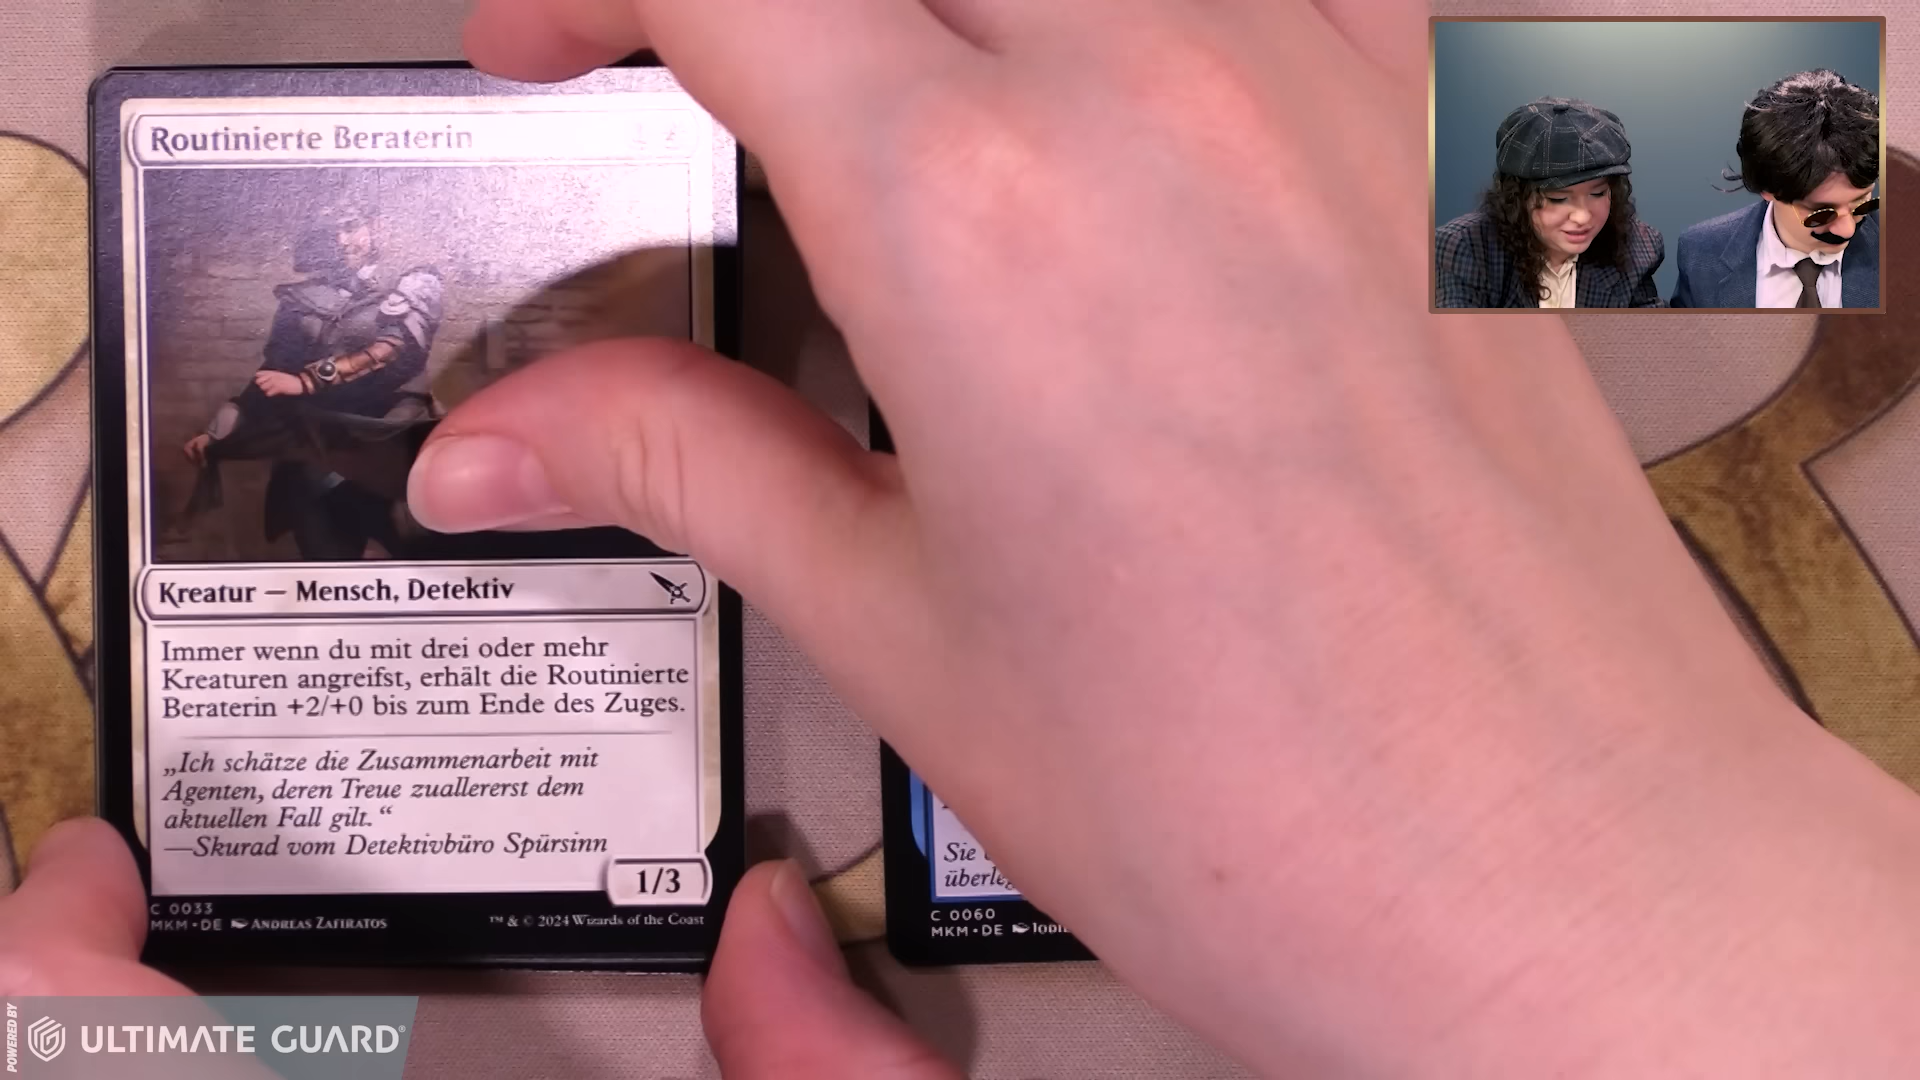 Routinierte Beraterin
Kreatur — Mensch, Detektiv
Immer wenn du mit drei oder mehr
Kreaturen angreifst, erhält die Routinierte
Beraterin +2/+0 bis zum Ende des Zuges.
„Ich schätze die Zusammenarbeit mit
Agenten, deren Treue zuallererst dem
aktuellen Fall gilt.“
—Skurad vom Detektivbüro Spürsinn
1/3
C 0033
MKM • DE ANDREAS ZAFIRATOS
™ & © 2024 Wizards of the Coast
Sie
C 0060
MKM • DE
POWERED BY
ULTIMATE GUARD®